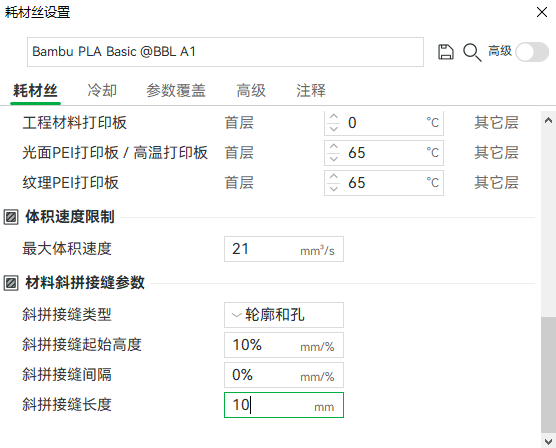 耗材丝设置
Bambu PLA Basic @BBL A1
高级
耗材丝 冷却 参数覆盖 高级 注释
工程材料打印板 首层 0 °C 其它层
光面PEI打印板 / 高温打印板 首层 65 °C 其它层
纹理PEI打印板 首层 65 °C 其它层
体积速度限制
最大体积速度 21 mm³/s
材料斜拼接缝参数
斜拼接缝类型 轮廓和孔
斜拼接缝起始高度 10% mm/%
斜拼接缝间隔 0% mm/%
斜拼接缝长度 10 mm